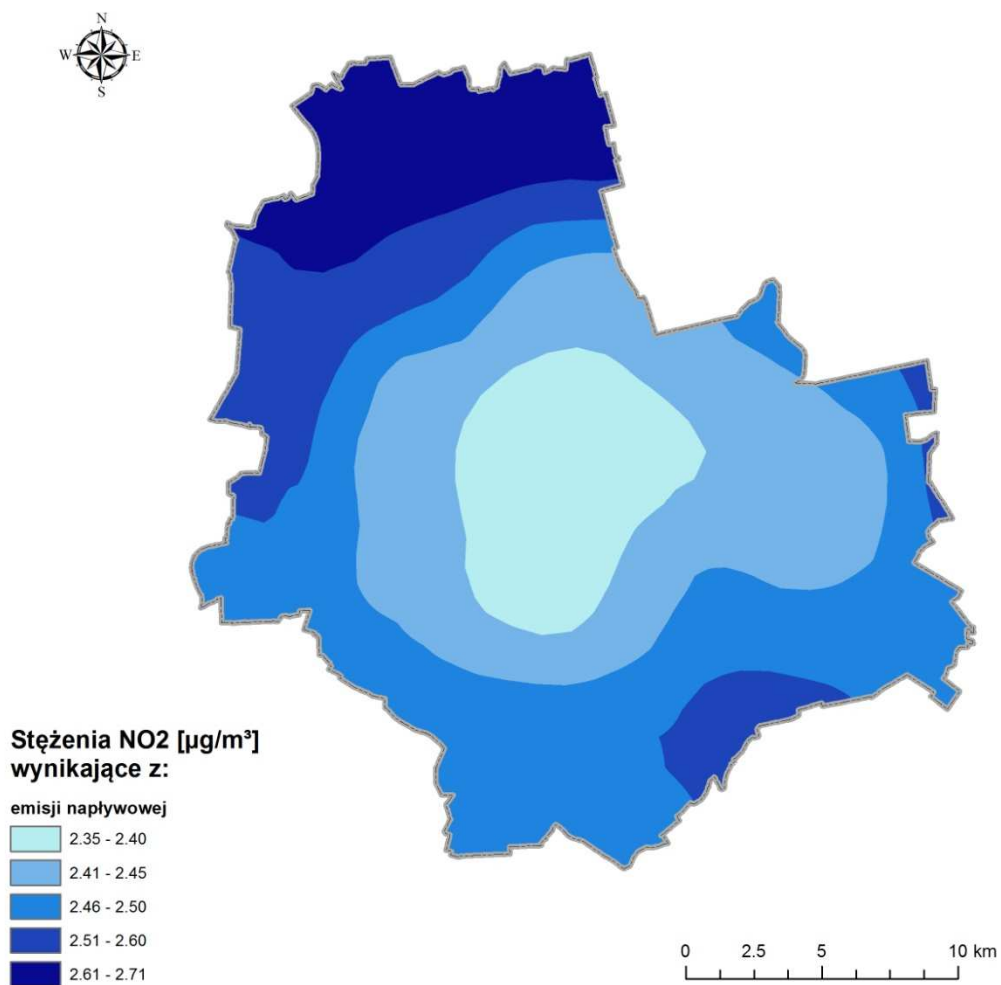 N
W E
S
Stężenia NO2 [µg/m³]
wynikające z:
emisji napływowej
2.35 - 2.40
2.41 - 2.45
2.46 - 2.50
2.51 - 2.60
2.61 - 2.71
0 2.5 5 10 km